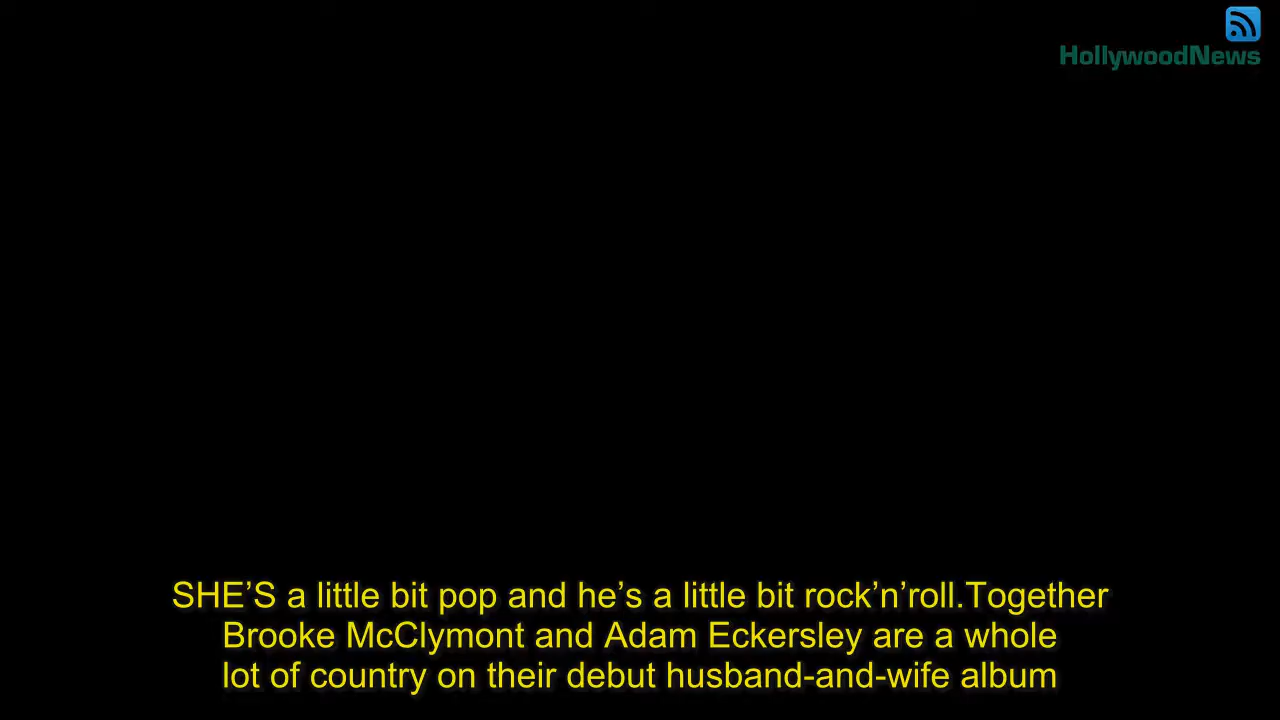 HollywoodNews
SHE’S a little bit pop and he’s a little bit rock’n’roll.Together
Brooke McClymont and Adam Eckersley are a whole
lot of country on their debut husband-and-wife album